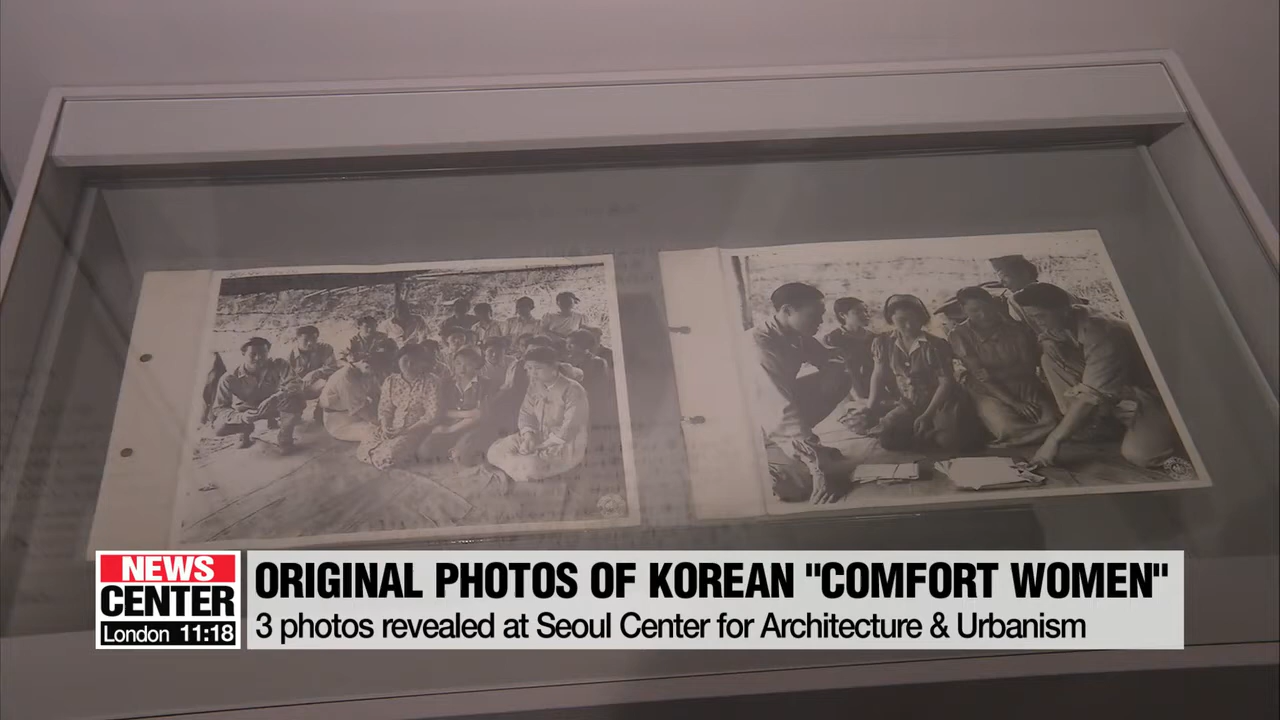 NEWS
CENTER
London 11:18
ORIGINAL PHOTOS OF KOREAN "COMFORT WOMEN"
3 photos revealed at Seoul Center for Architecture & Urbanism